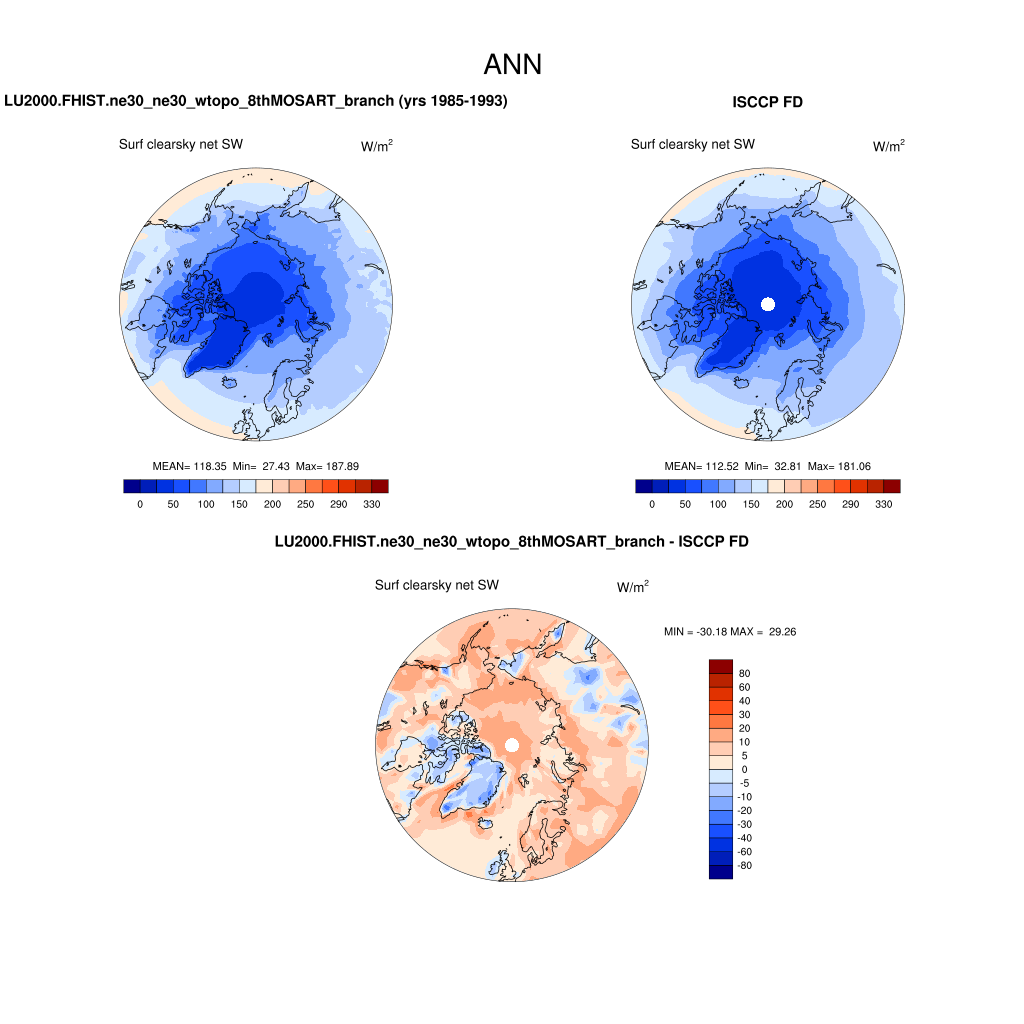 ANN
LU2000.FHIST.ne30_ne30_wtopo_8thMOSART_branch (yrs 1985-1993)
Surf clearsky net SW W/m2
MEAN= 118.35 Min= 27.43 Max= 187.89
0 50 100 150 200 250 290 330
ISCCP FD
Surf clearsky net SW W/m2
MEAN= 112.52 Min= 32.81 Max= 181.06
0 50 100 150 200 250 290 330
LU2000.FHIST.ne30_ne30_wtopo_8thMOSART_branch - ISCCP FD
Surf clearsky net SW W/m2
MIN = -30.18 MAX = 29.26
80
60
40
30
20
10
5
0
-5
-10
-20
-30
-40
-60
-80